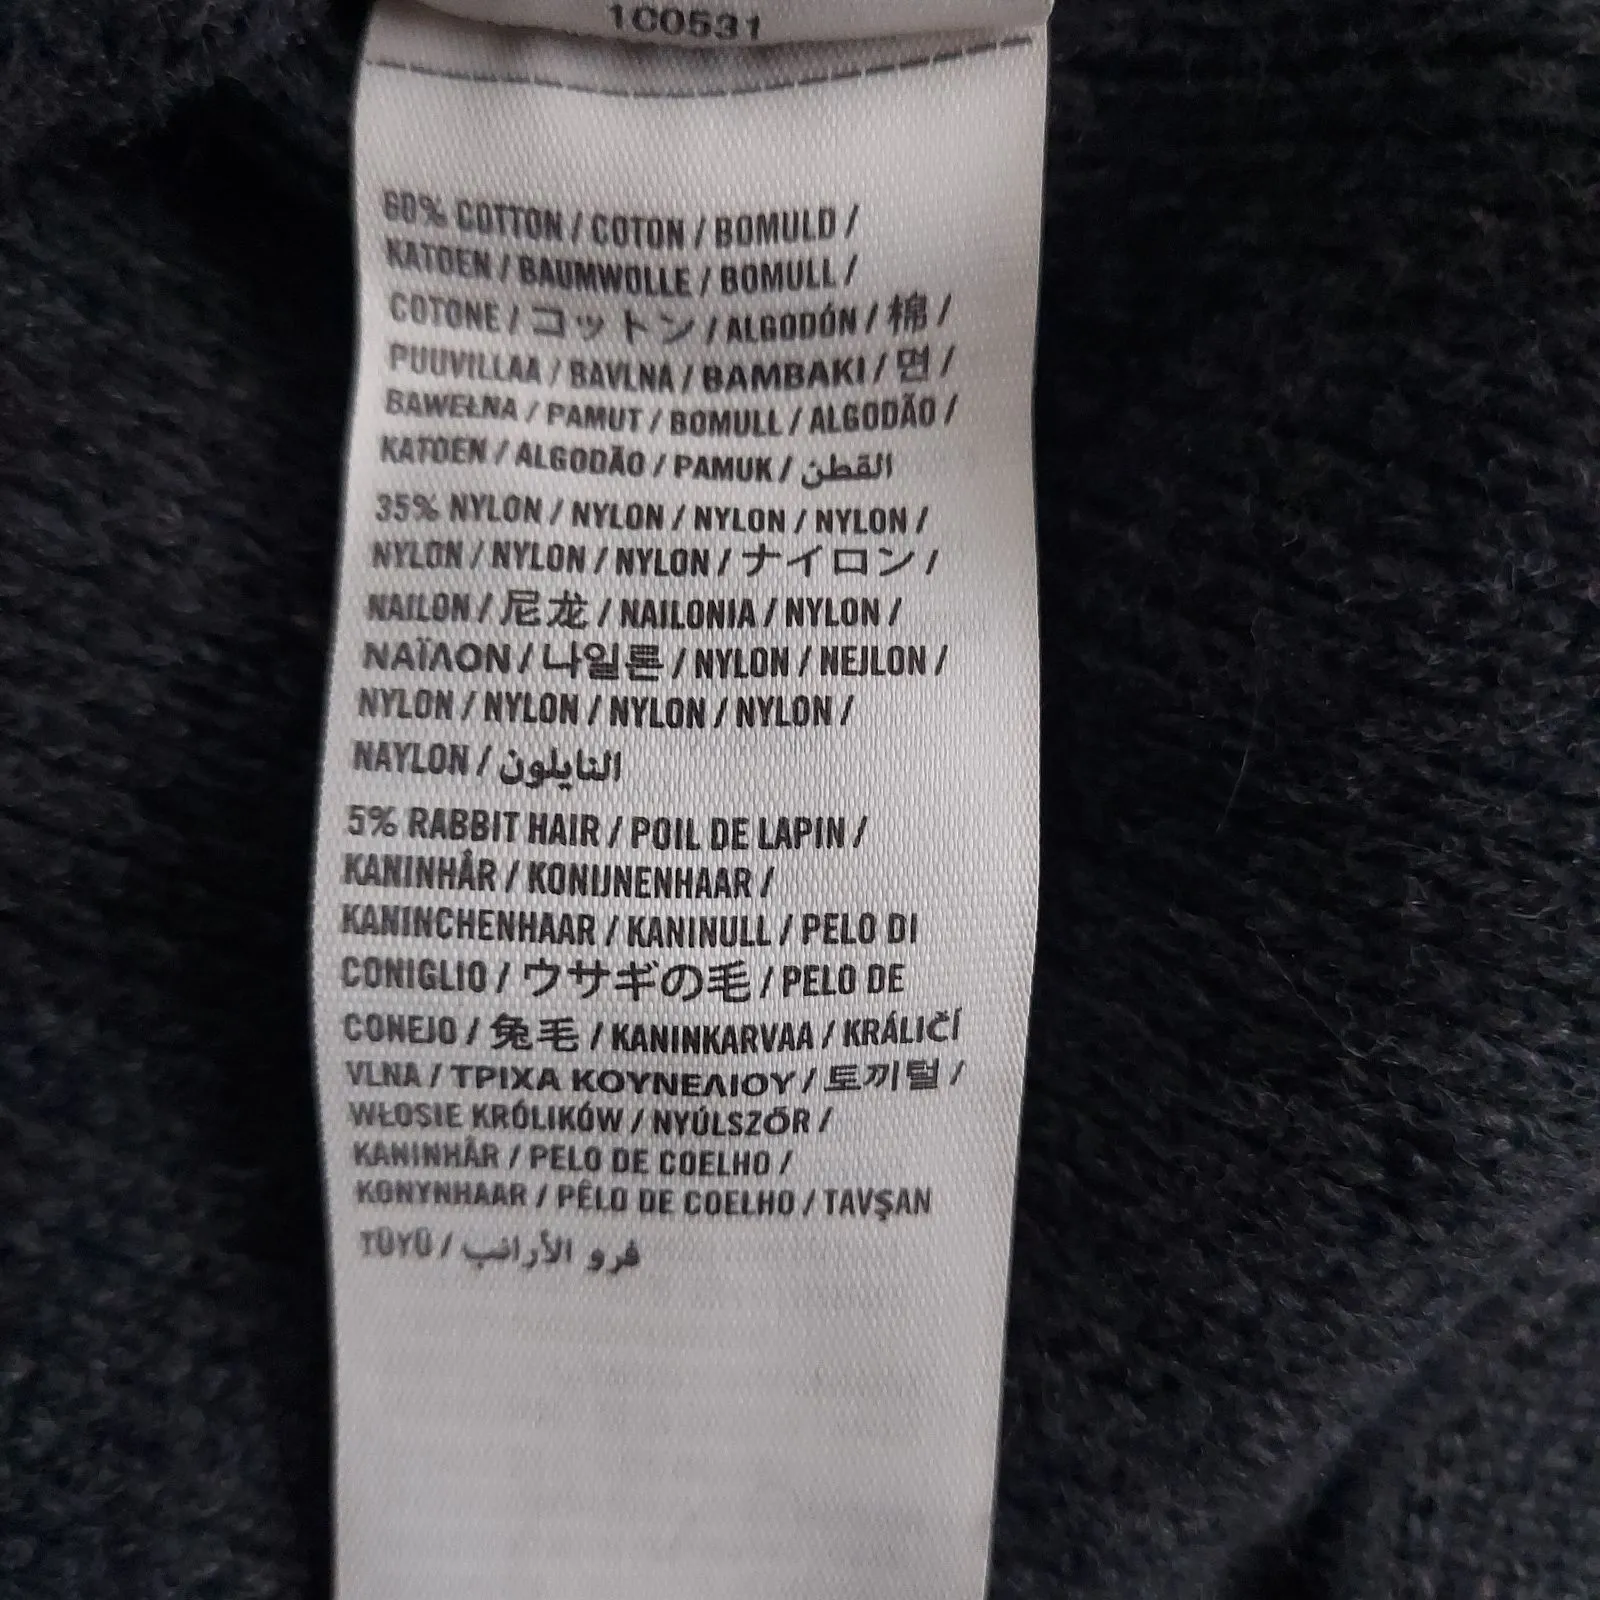 100531
60% COTTON / COTON / BOMULD /
KATOEN / BAUMWOLLE / BOMULL /
COTONE / コットン / ALGODÓN / 棉 /
PUUVILLAA / BAVLNA / BAMBAKI / 면 /
BAWEŁNA / PAMUT / BOMULL / ALGODÃO /
KATOEN / ALGODÃO / PAMUK / القطن
35% NYLON / NYLON / NYLON / NYLON /
NYLON / NYLON / NYLON / ナイロン /
NAILON / 尼龙 / NAILONIA / NYLON /
ΝΑΪΛΟΝ / 나일론 / NYLON / NEJLON /
NYLON / NYLON / NYLON / NYLON /
NAYLON / النايلون
5% RABBIT HAIR / POIL DE LAPIN /
KANINHÅR / KONIJNENHAAR /
KANINCHENHAAR / KANINULL / PELO DI
CONIGLIO / ウサギの毛 / PELO DE
CONEJO / 兔毛 / KANINKARVAA / KRÁLIČÍ
VLNA / ΤΡΙΧΑ ΚΟΥΝΕΛΙΟΥ / 토끼털 /
WŁOSIE KRÓLIKÓW / NYÚLSZŐR /
KANINHÅR / PELO DE COELHO /
KONYNHAAR / PÊLO DE COELHO / TAVŞAN
TÜYÜ / فرو الأرانب